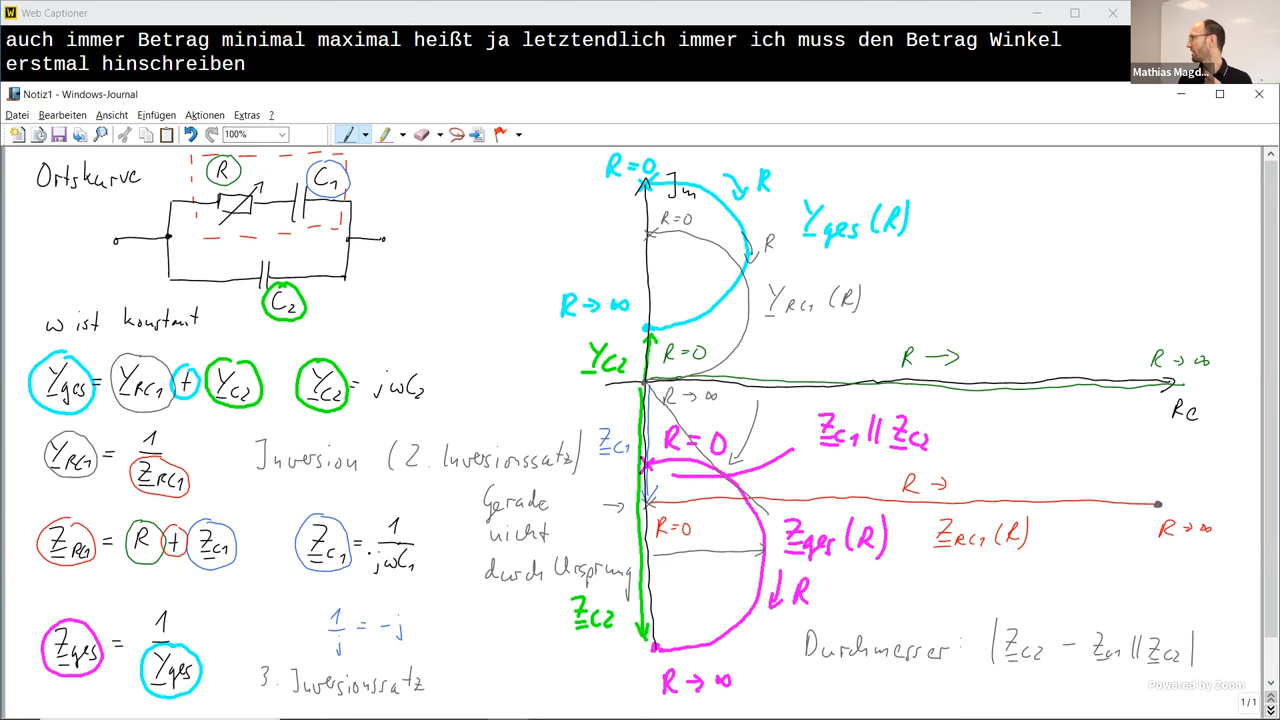 Web Captioner
auch immer Betrag minimal maximal heißt ja letztendlich immer ich muss den Betrag Winkel
erstmal hinschreiben
Mathias Magd...
Notiz1 - Windows-Journal
Datei Bearbeiten Ansicht Einfügen Aktionen Extras ?
100%
Ortskurve
R
C1
C2
ω ist konstant
Yges = YRC1 + YC2
YC2 = jωC2
YRC1 = 1/ZRC1
Inversion (2. Inversionssatz)
Gerade
nicht
durch Ursprung
ZRC1 = R + ZC1
ZC1 = 1/jωC1
1/j = -j
Zges = 1/Yges
3. Inversionssatz
R=0
Jm
R
Yges (R)
R=0
R
YRC1 (R)
R → ∞
YC2
R=0
R →
R → ∞
Re
R → ∞
ZC1
R = 0
ZC1 || ZC2
R →
R=0
Zges (R)
ZRC1 (R)
R → ∞
R
ZC2
R → ∞
Durchmesser: |ZC2 - ZC1 || ZC2|
Powered by Zoom
1 / 1